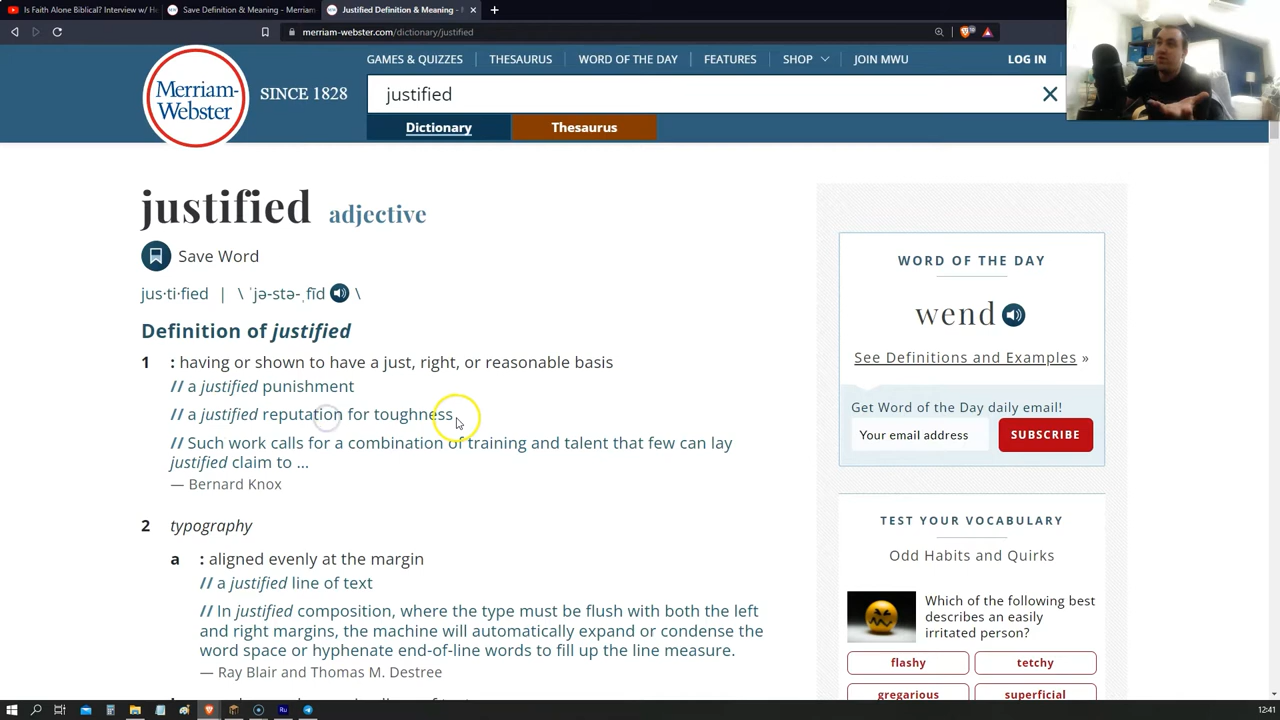 Is Faith Alone Biblical? Interview w/ H
Save Definition & Meaning - Merriam
Justified Definition & Meaning -
merriam-webster.com/dictionary/justified
Merriam-
Webster
SINCE 1828
GAMES & QUIZZES
THESAURUS
WORD OF THE DAY
FEATURES
SHOP
JOIN MWU
LOG IN
justified
Dictionary
Thesaurus
justified adjective
Save Word
jus·ti·fied | \ ˈjə-stə-ˌfīd \
Definition of justified
1 : having or shown to have a just, right, or reasonable basis
// a justified punishment
// a justified reputation for toughness
// Such work calls for a combination of training and talent that few can lay
justified claim to ...
— Bernard Knox
2 typography
a : aligned evenly at the margin
// a justified line of text
// In justified composition, where the type must be flush with both the left
and right margins, the machine will automatically expand or condense the
word space or hyphenate end-of-line words to fill up the line measure.
— Ray Blair and Thomas M. Destree
WORD OF THE DAY
wend
See Definitions and Examples »
Get Word of the Day daily email!
Your email address
SUBSCRIBE
TEST YOUR VOCABULARY
Odd Habits and Quirks
Which of the following best
describes an easily
irritated person?
flashy
tetchy
gregarious
superficial
12:41